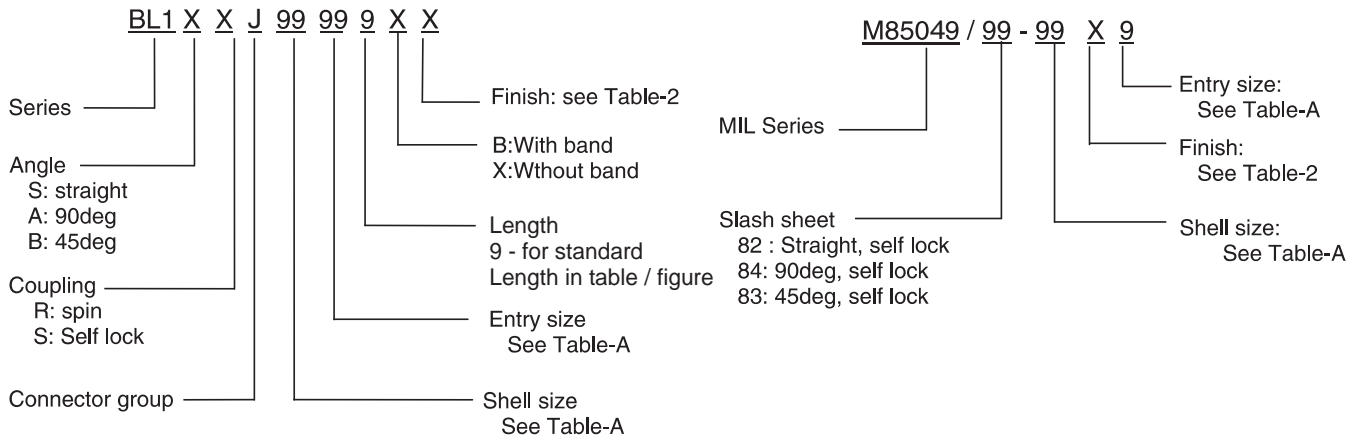 BL1 X X J 99 99 9 X X
Series
Angle
S: straight
A: 90deg
B: 45deg
Coupling
R: spin
S: Self lock
Connector group
Finish: see Table-2
B:With band
X:Wthout band
Length
9 - for standard
Length in table / figure
Entry size
See Table-A
Shell size
See Table-A
M85049 / 99 - 99 X 9
MIL Series
Slash sheet
82 : Straight, self lock
84: 90deg, self lock
83: 45deg, self lock
Entry size:
See Table-A
Finish:
See Table-2
Shell size:
See Table-A